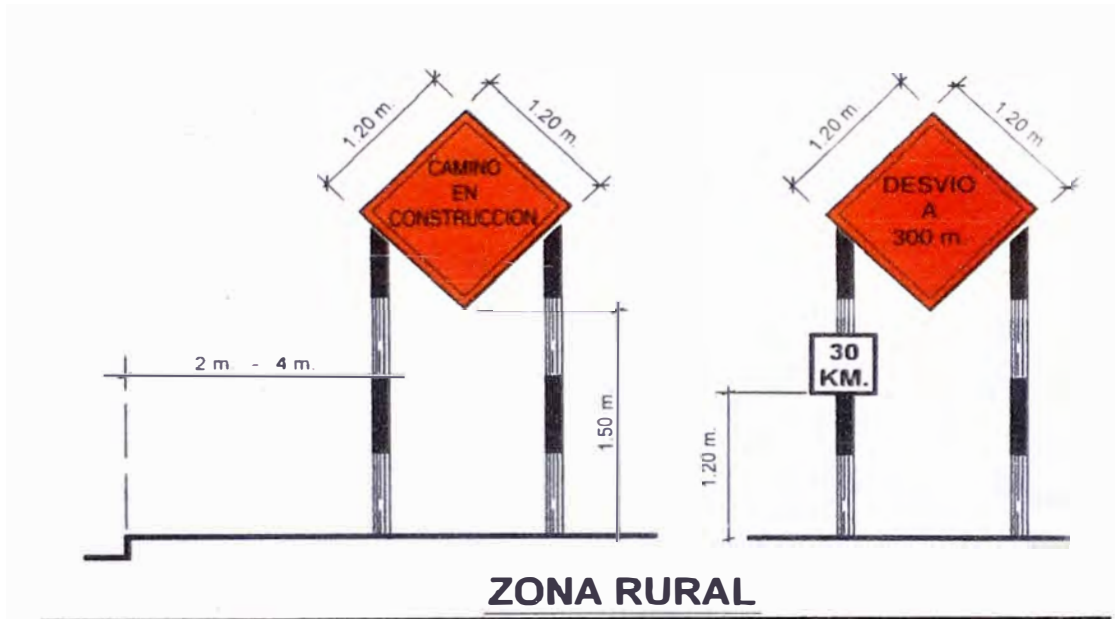 1.20 m.
1.20 m.
CAMINO
EN
CONSTRUCCION
2 m. - 4 m.
1.50 m.
1.20 m.
1.20 m.
DESVIO
A
300 m.
30
KM.
1.20 m.
ZONA RURAL